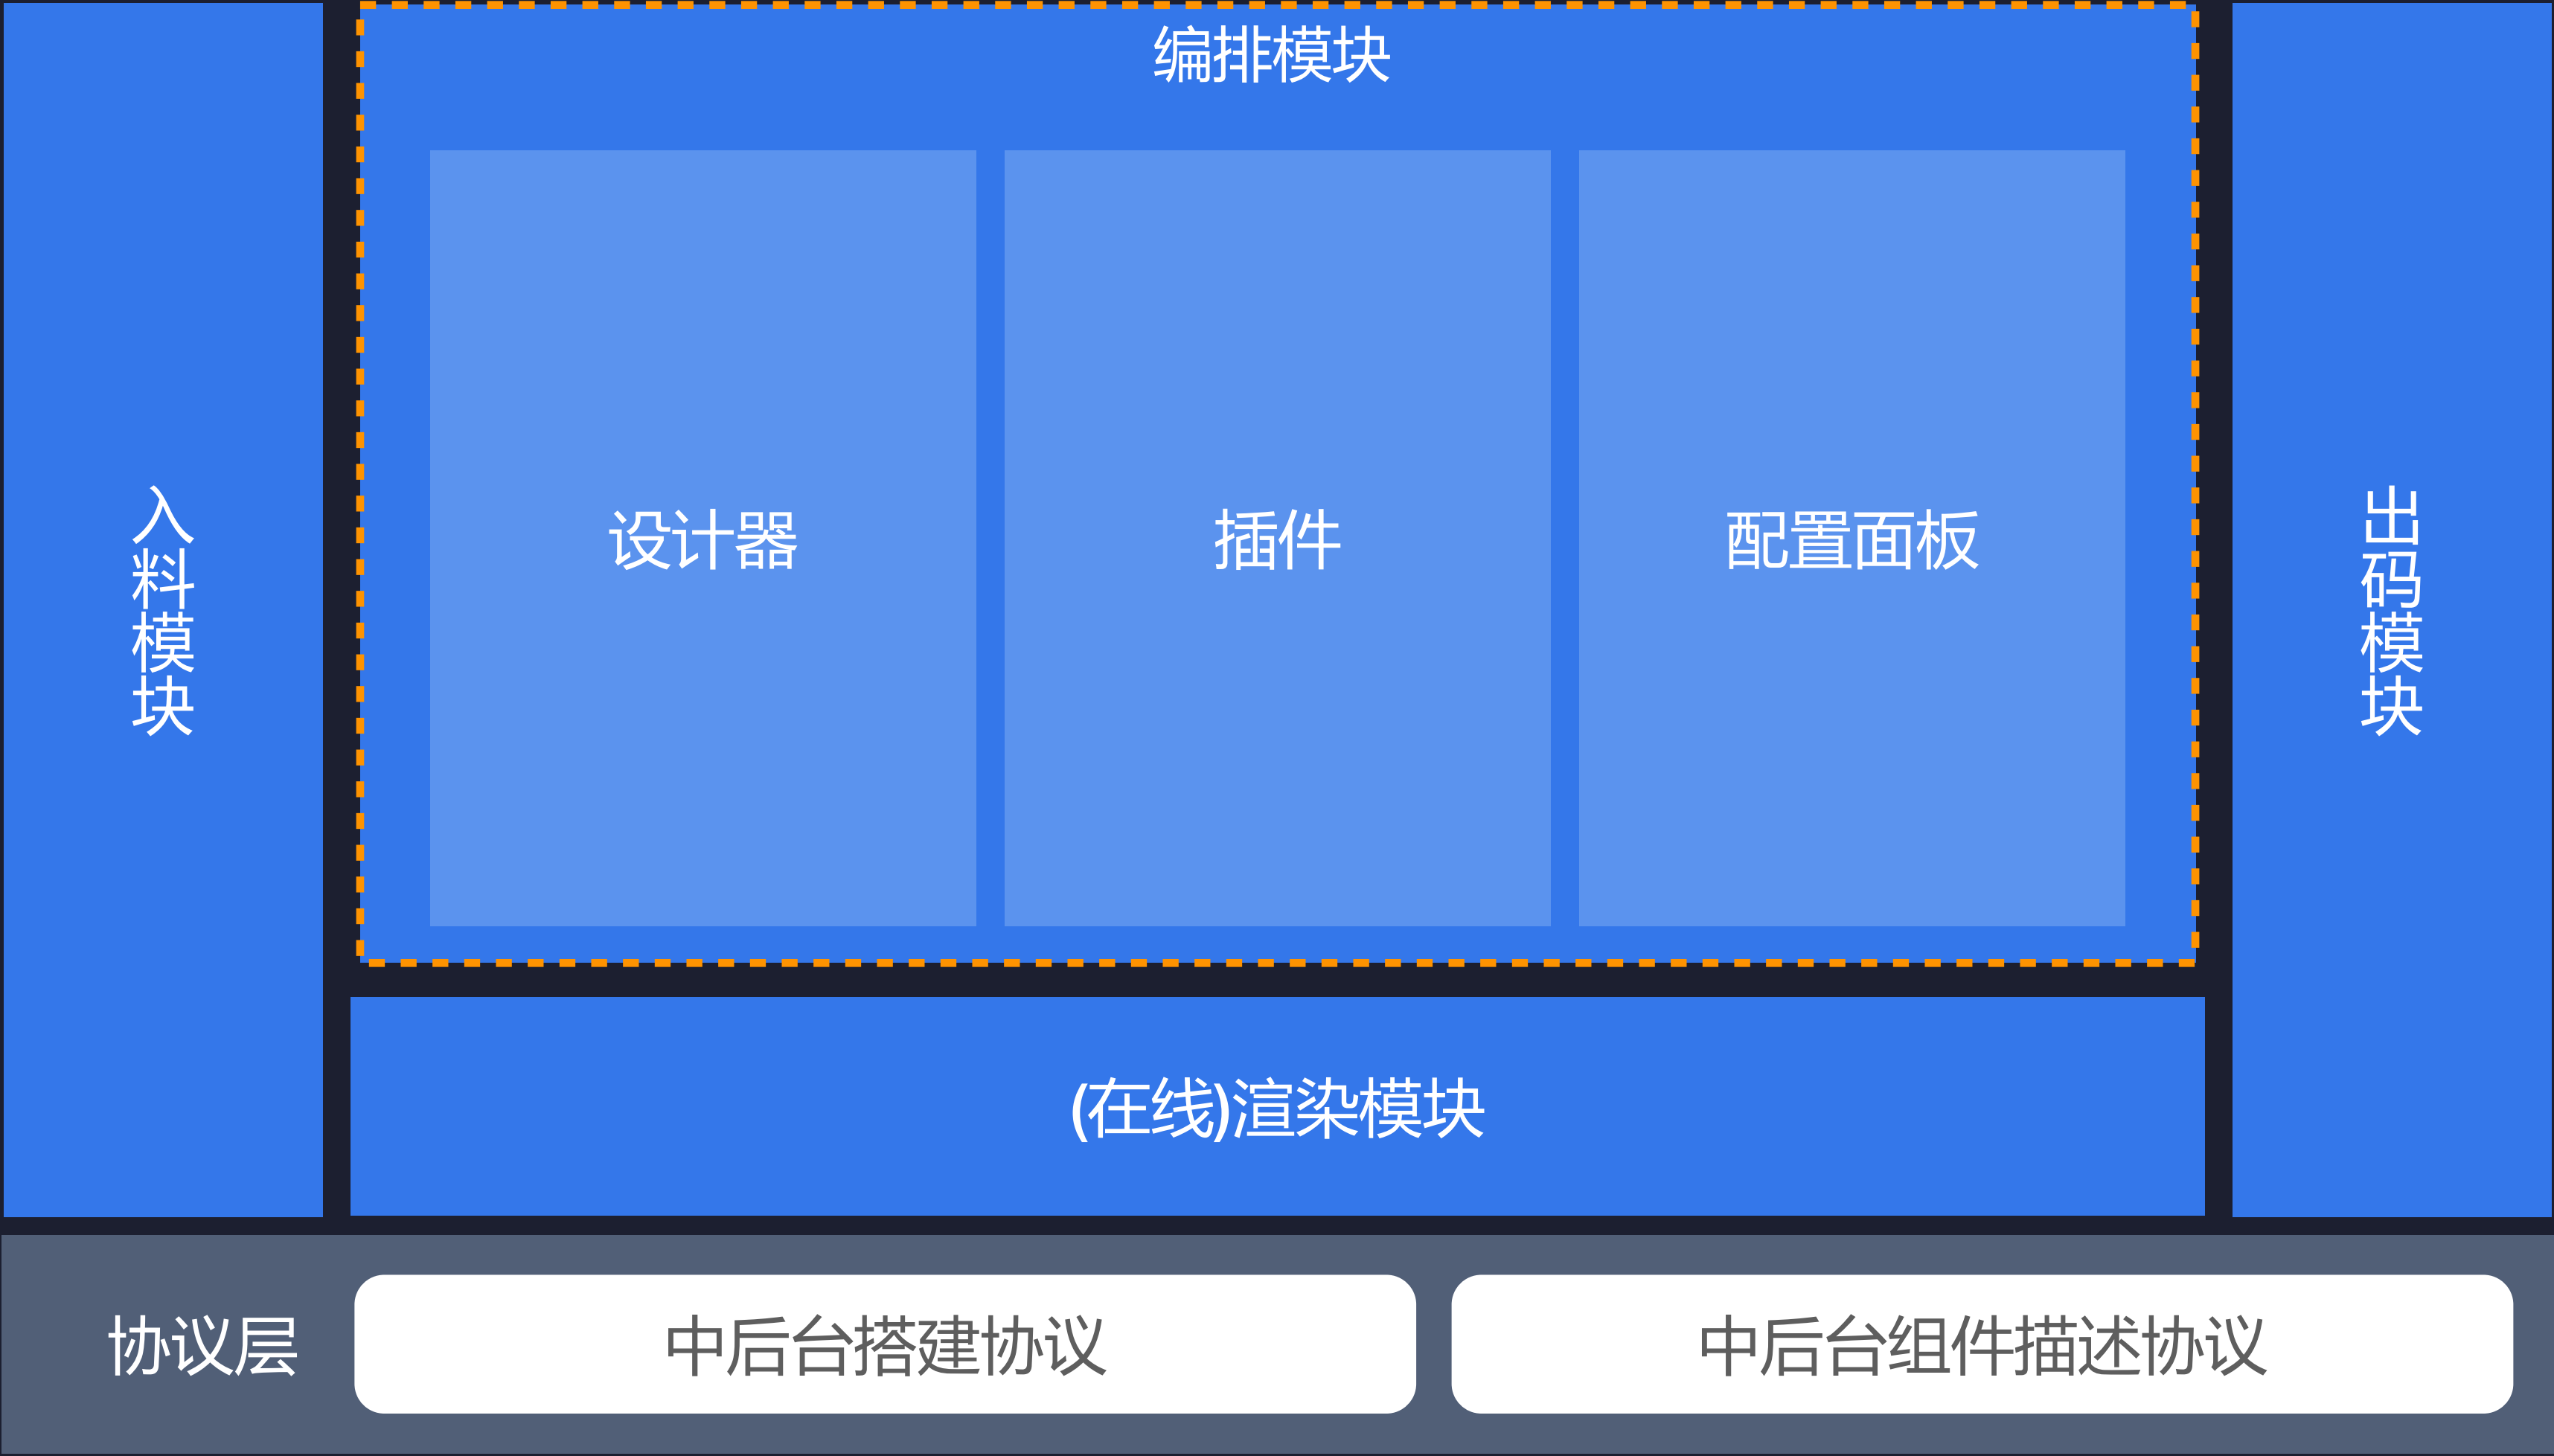 编排模块
入料模块
设计器
插件
配置面板
出码模块
(在线)渲染模块
协议层
中后台搭建协议
中后台组件描述协议